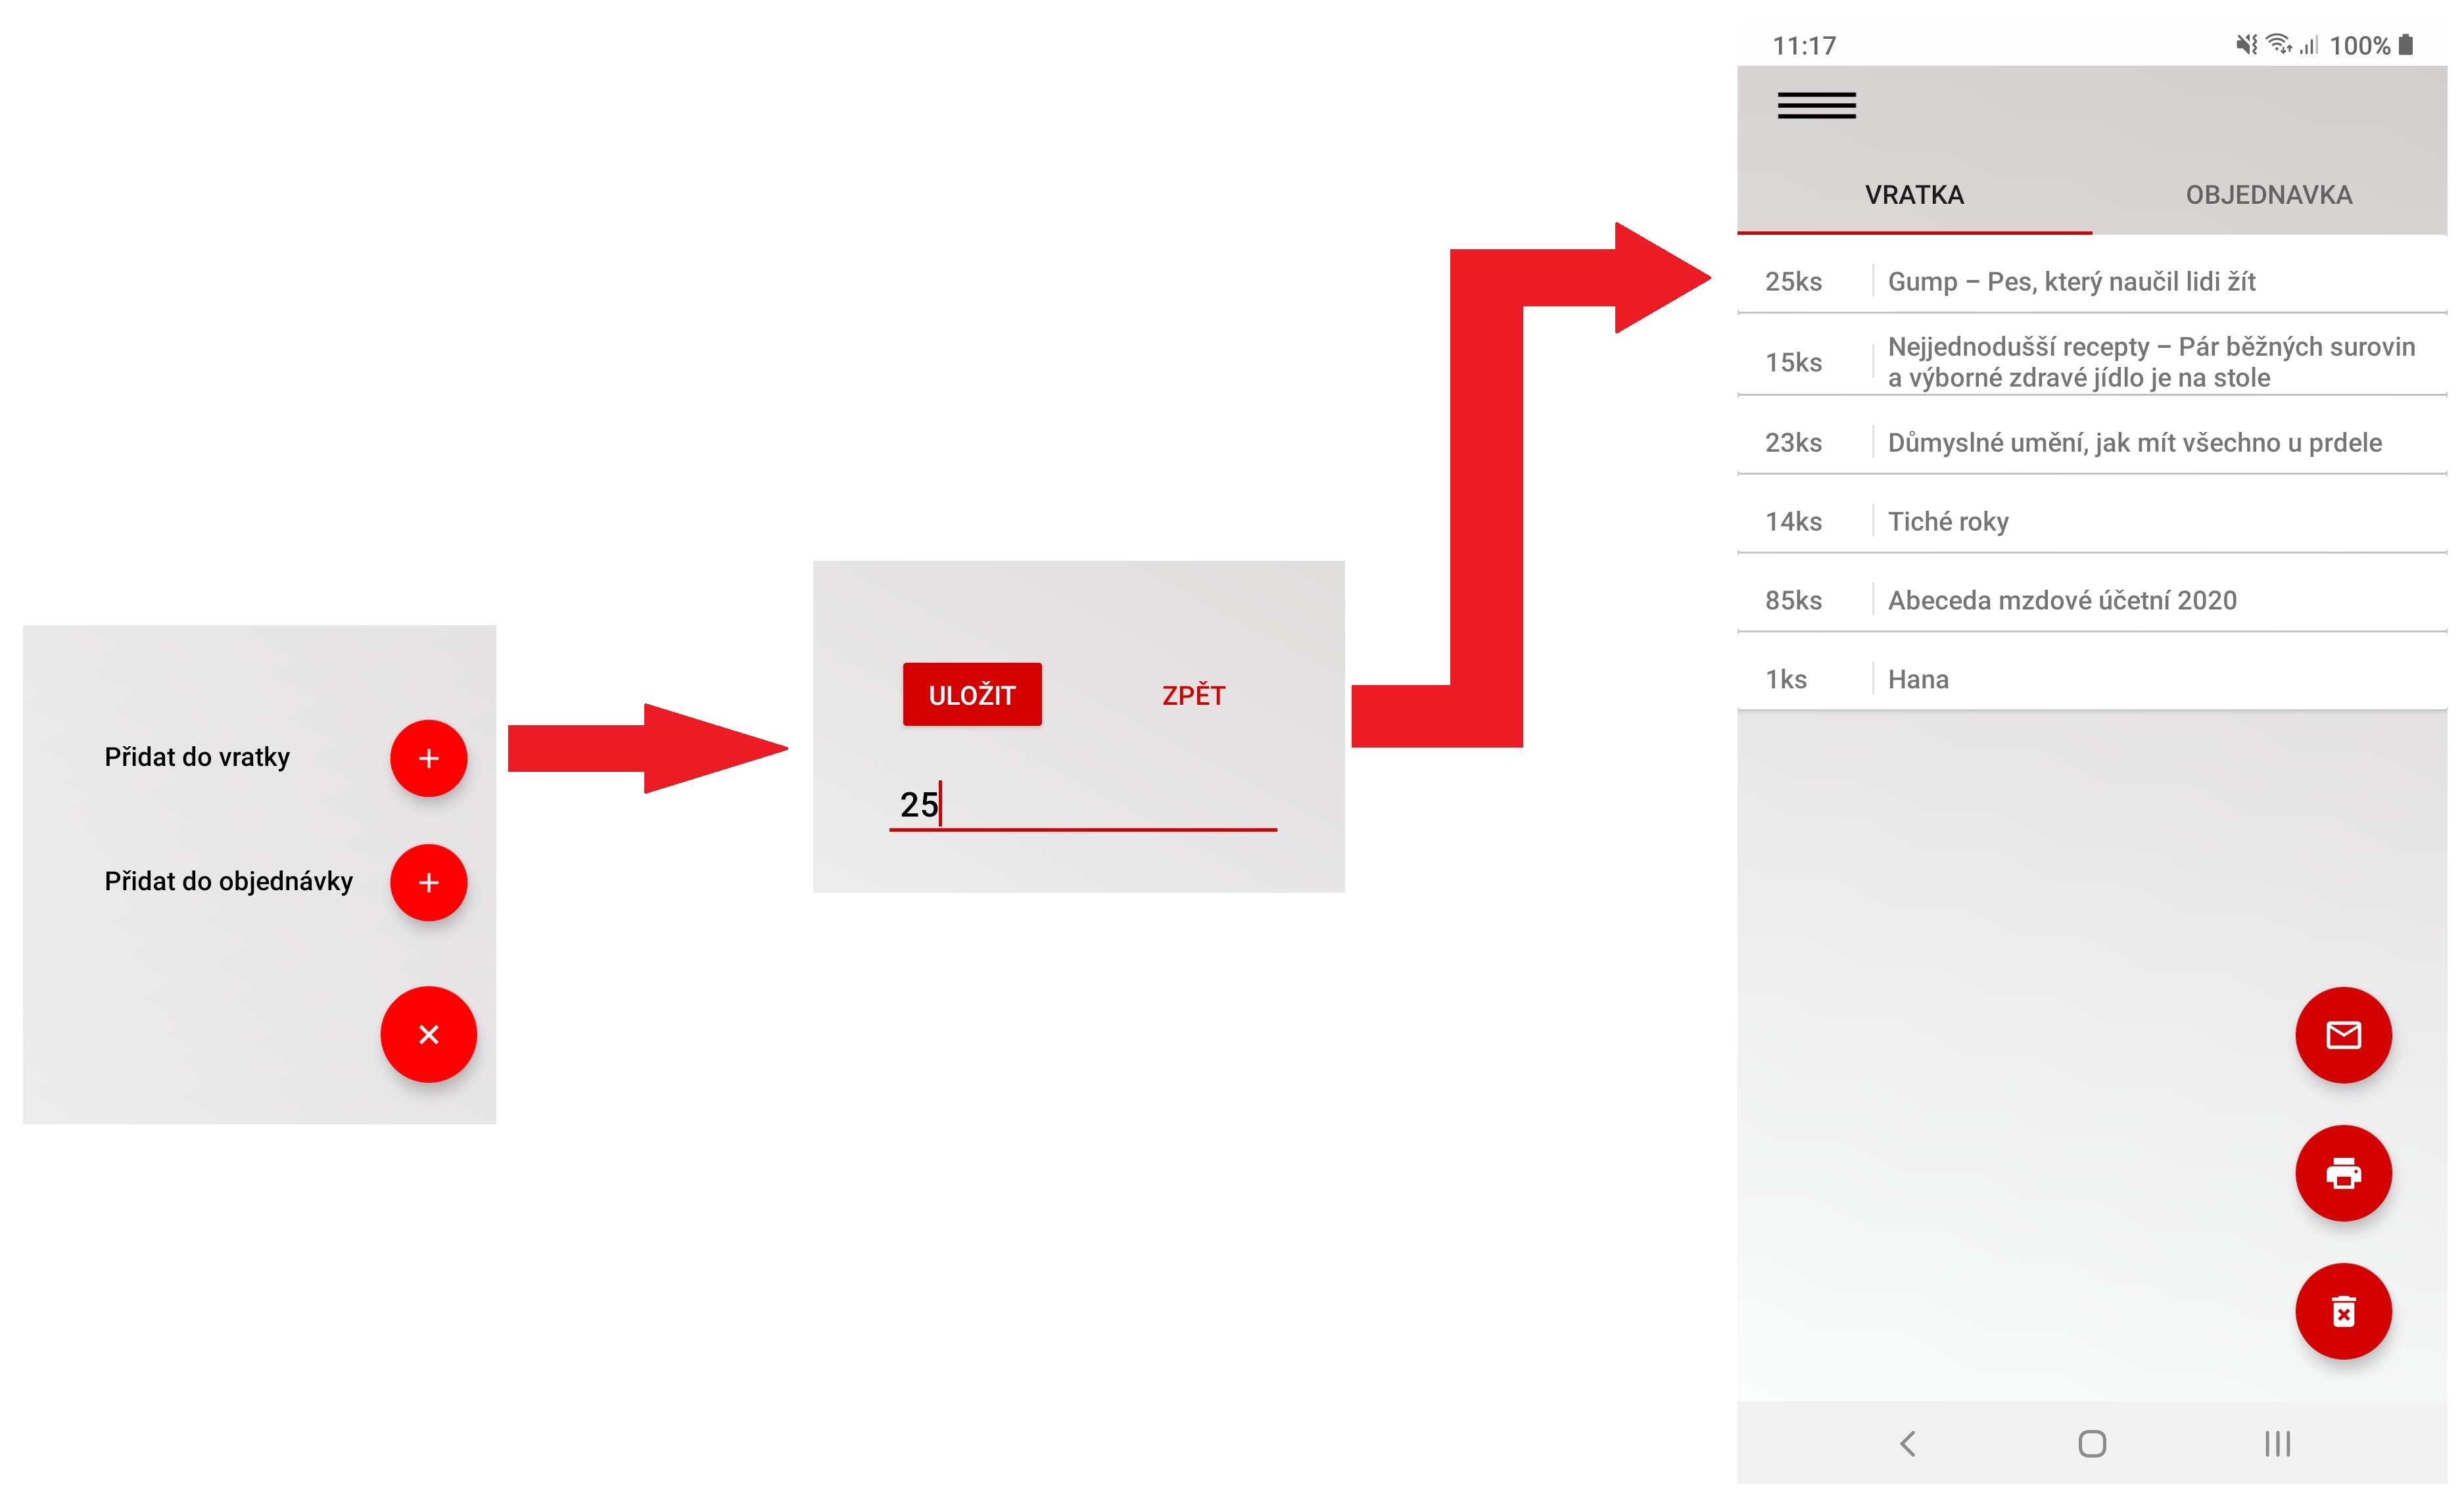 Přidat do vratky
Přidat do objednávky
ULOŽIT
ZPĚT
25
11:17
100%
VRATKA
OBJEDNAVKA
25ks
Gump – Pes, který naučil lidi žít
15ks
Nejjednodušší recepty – Pár běžných surovin
a výborné zdravé jídlo je na stole
23ks
Důmyslné umění, jak mít všechno u prdele
14ks
Tiché roky
85ks
Abeceda mzdové účetní 2020
1ks
Hana